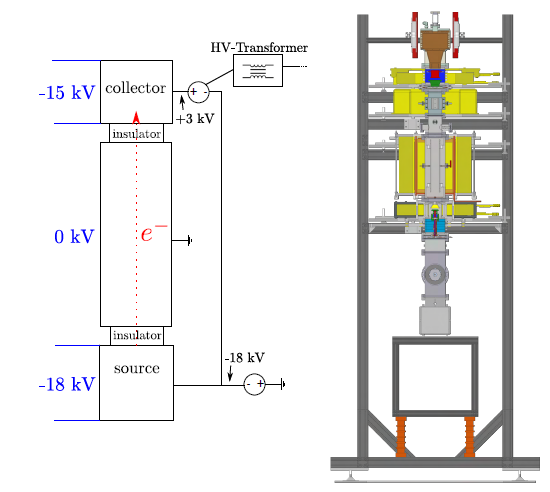 HV-Transformer
-15 kV
collector
+ -
+3 kV
insulator
0 kV
e⁻
insulator
source
-18 kV
-18 kV
- +